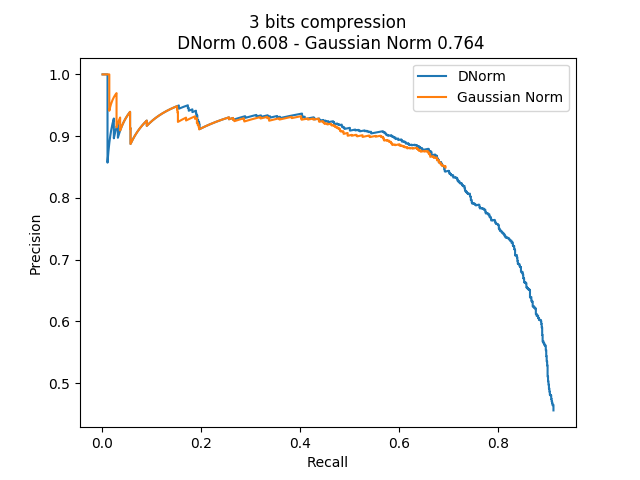 3 bits compression
DNorm 0.608 - Gaussian Norm 0.764
DNorm
Gaussian Norm
1.0
0.9
0.8
0.7
0.6
0.5
Precision
0.0 0.2 0.4 0.6 0.8
Recall